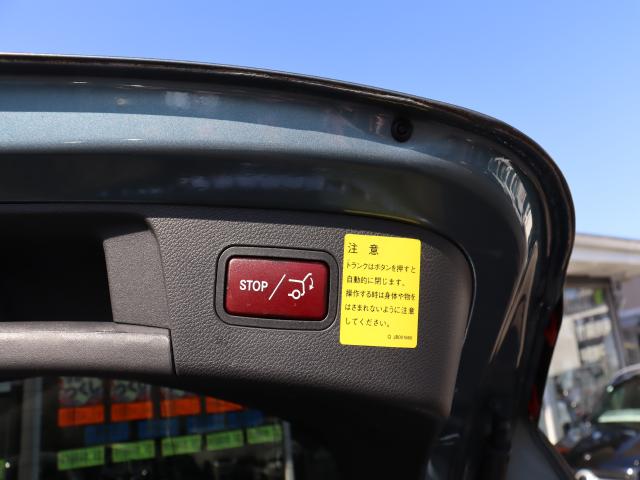 STOP/
注 意
トランクはボタンを押すと
自動的に閉じます。
操作する時は身体や物を
はさまれないように注意
してください。